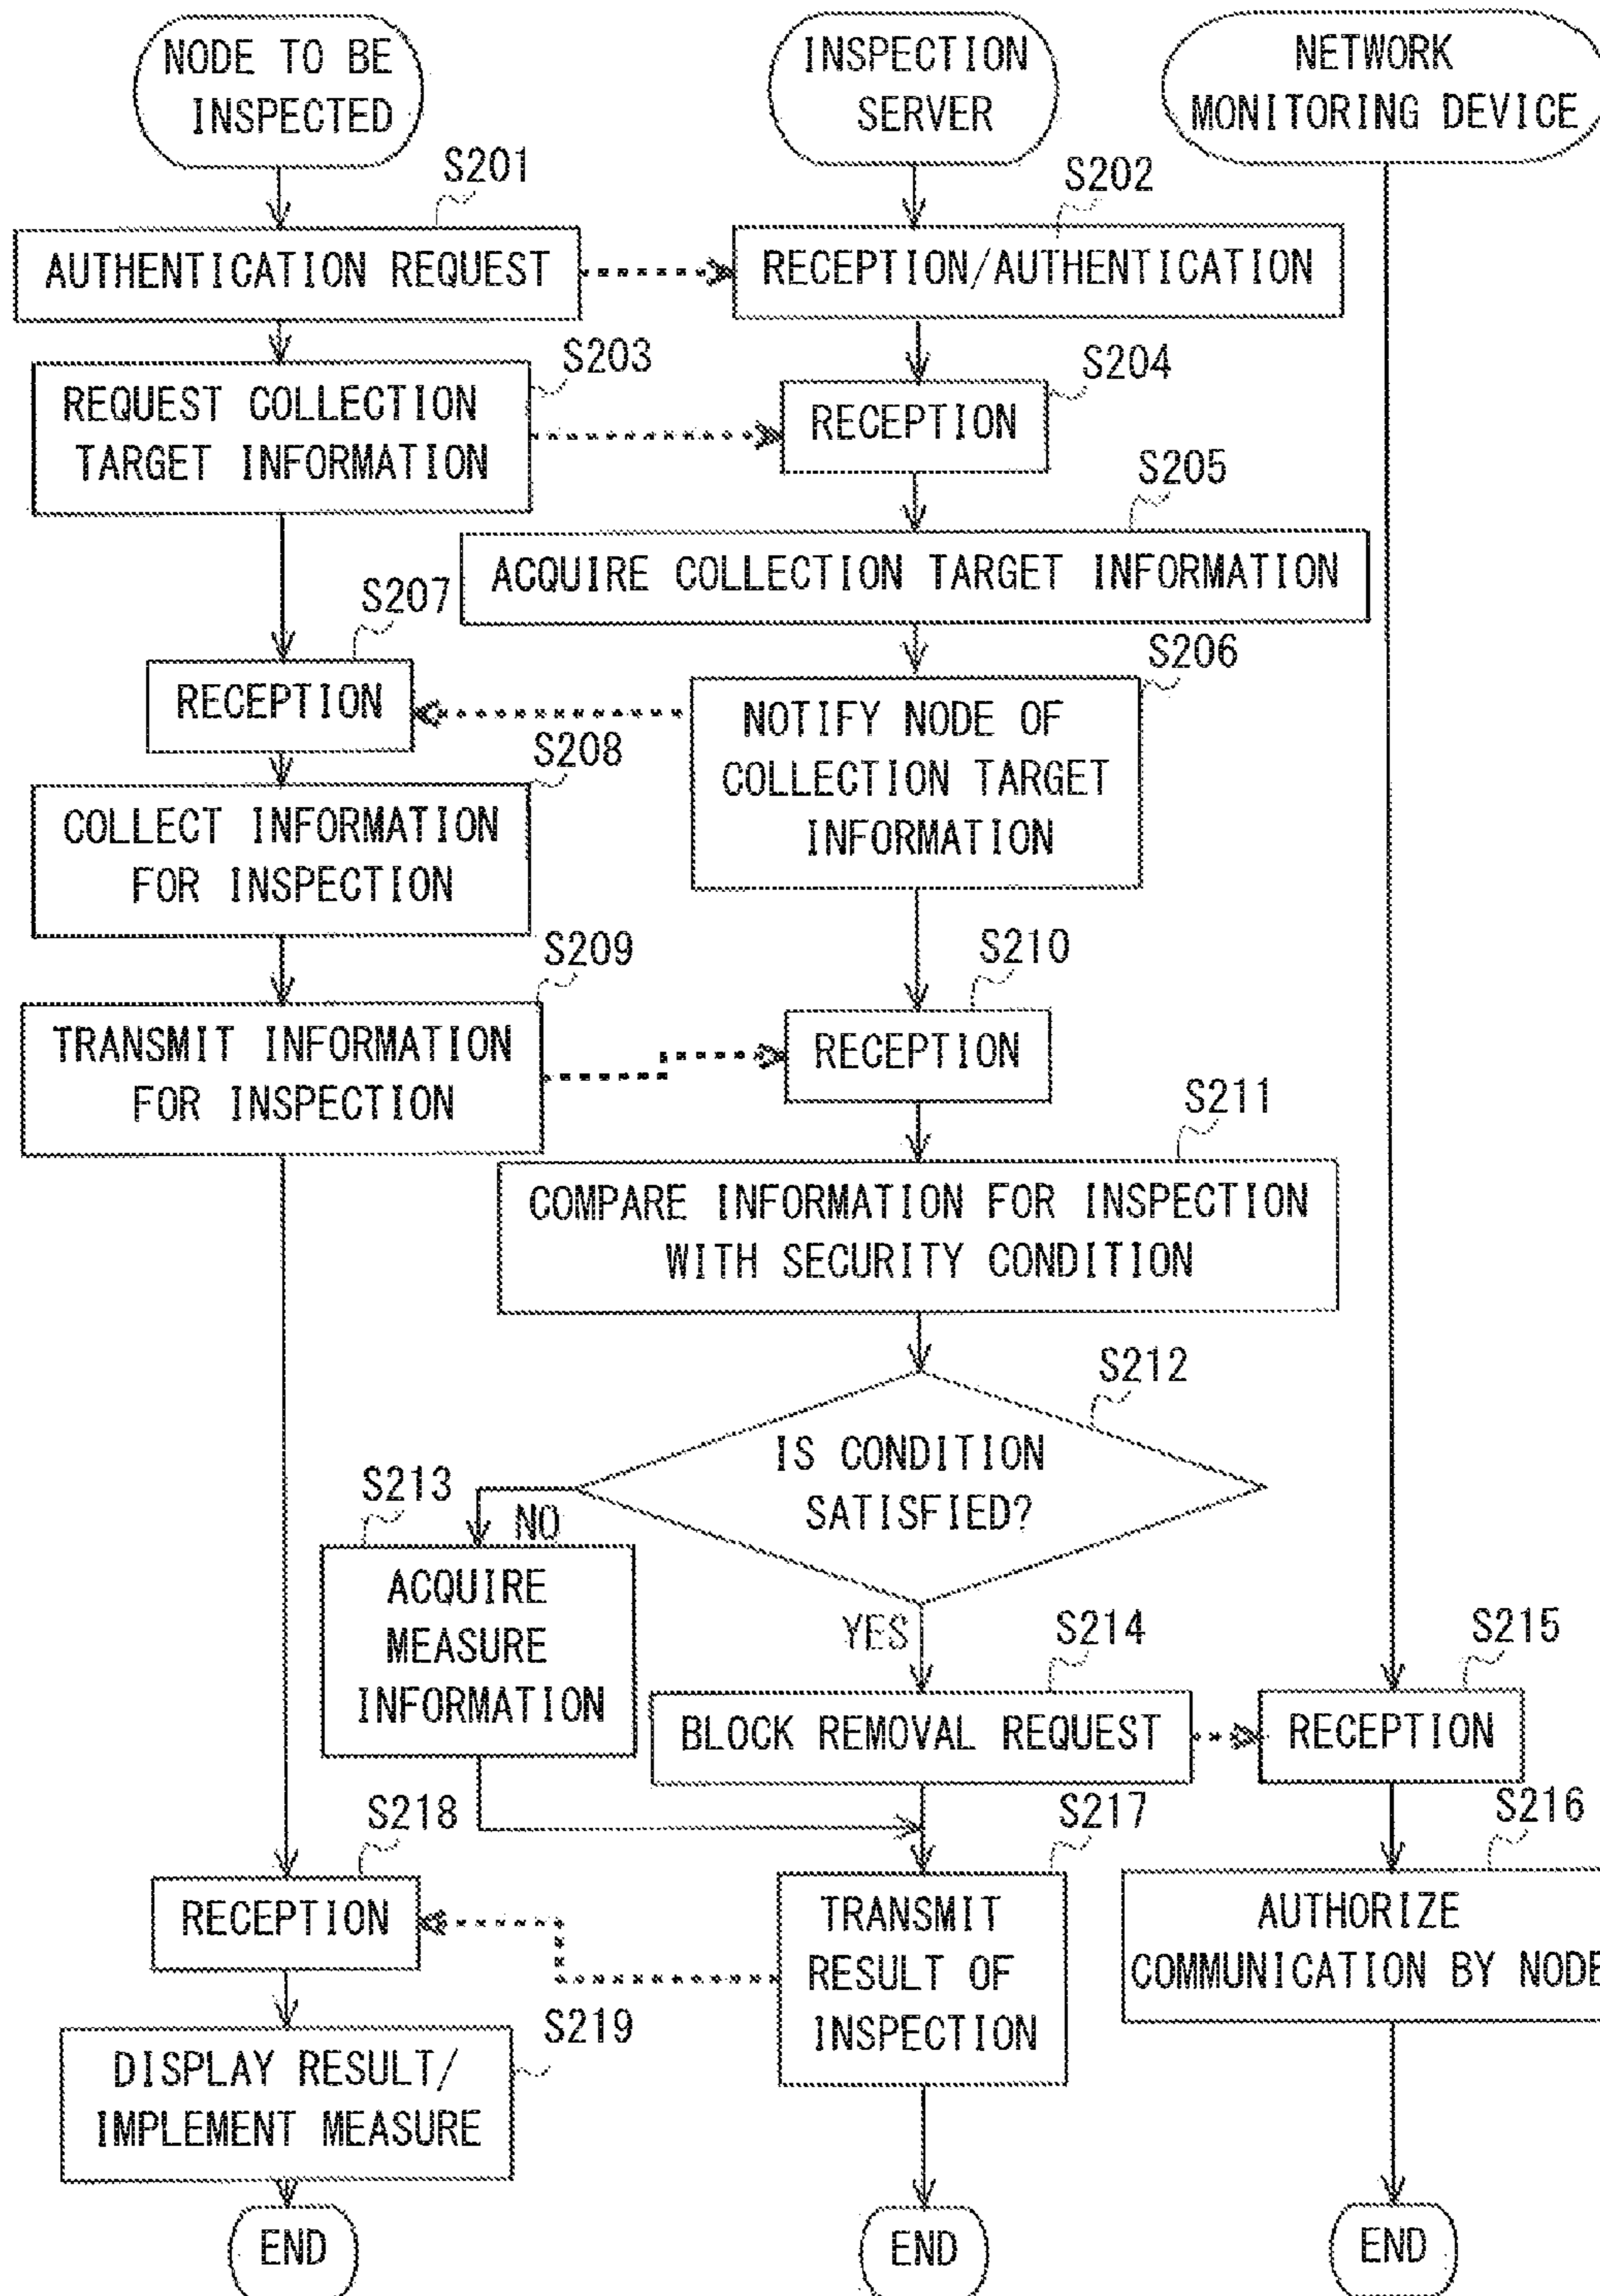 NODE TO BE
INSPECTED
INSPECTION
SERVER
NETWORK
MONITORING DEVICE
S201
S202
AUTHENTICATION REQUEST
RECEPTION/AUTHENTICATION
S203
S204
REQUEST COLLECTION
TARGET INFORMATION
RECEPTION
S205
ACQUIRE COLLECTION TARGET INFORMATION
S207
S206
RECEPTION
NOTIFY NODE OF
COLLECTION TARGET
INFORMATION
S208
COLLECT INFORMATION
FOR INSPECTION
S209
S210
TRANSMIT INFORMATION
FOR INSPECTION
RECEPTION
S211
COMPARE INFORMATION FOR INSPECTION
WITH SECURITY CONDITION
S212
IS CONDITION
SATISFIED?
S213
NO
ACQUIRE
MEASURE
INFORMATION
YES
S214
S215
BLOCK REMOVAL REQUEST
RECEPTION
S218
S217
S216
RECEPTION
TRANSMIT
RESULT OF
INSPECTION
AUTHORIZE
COMMUNICATION BY NODE
S219
DISPLAY RESULT/
IMPLEMENT MEASURE
END
END
END